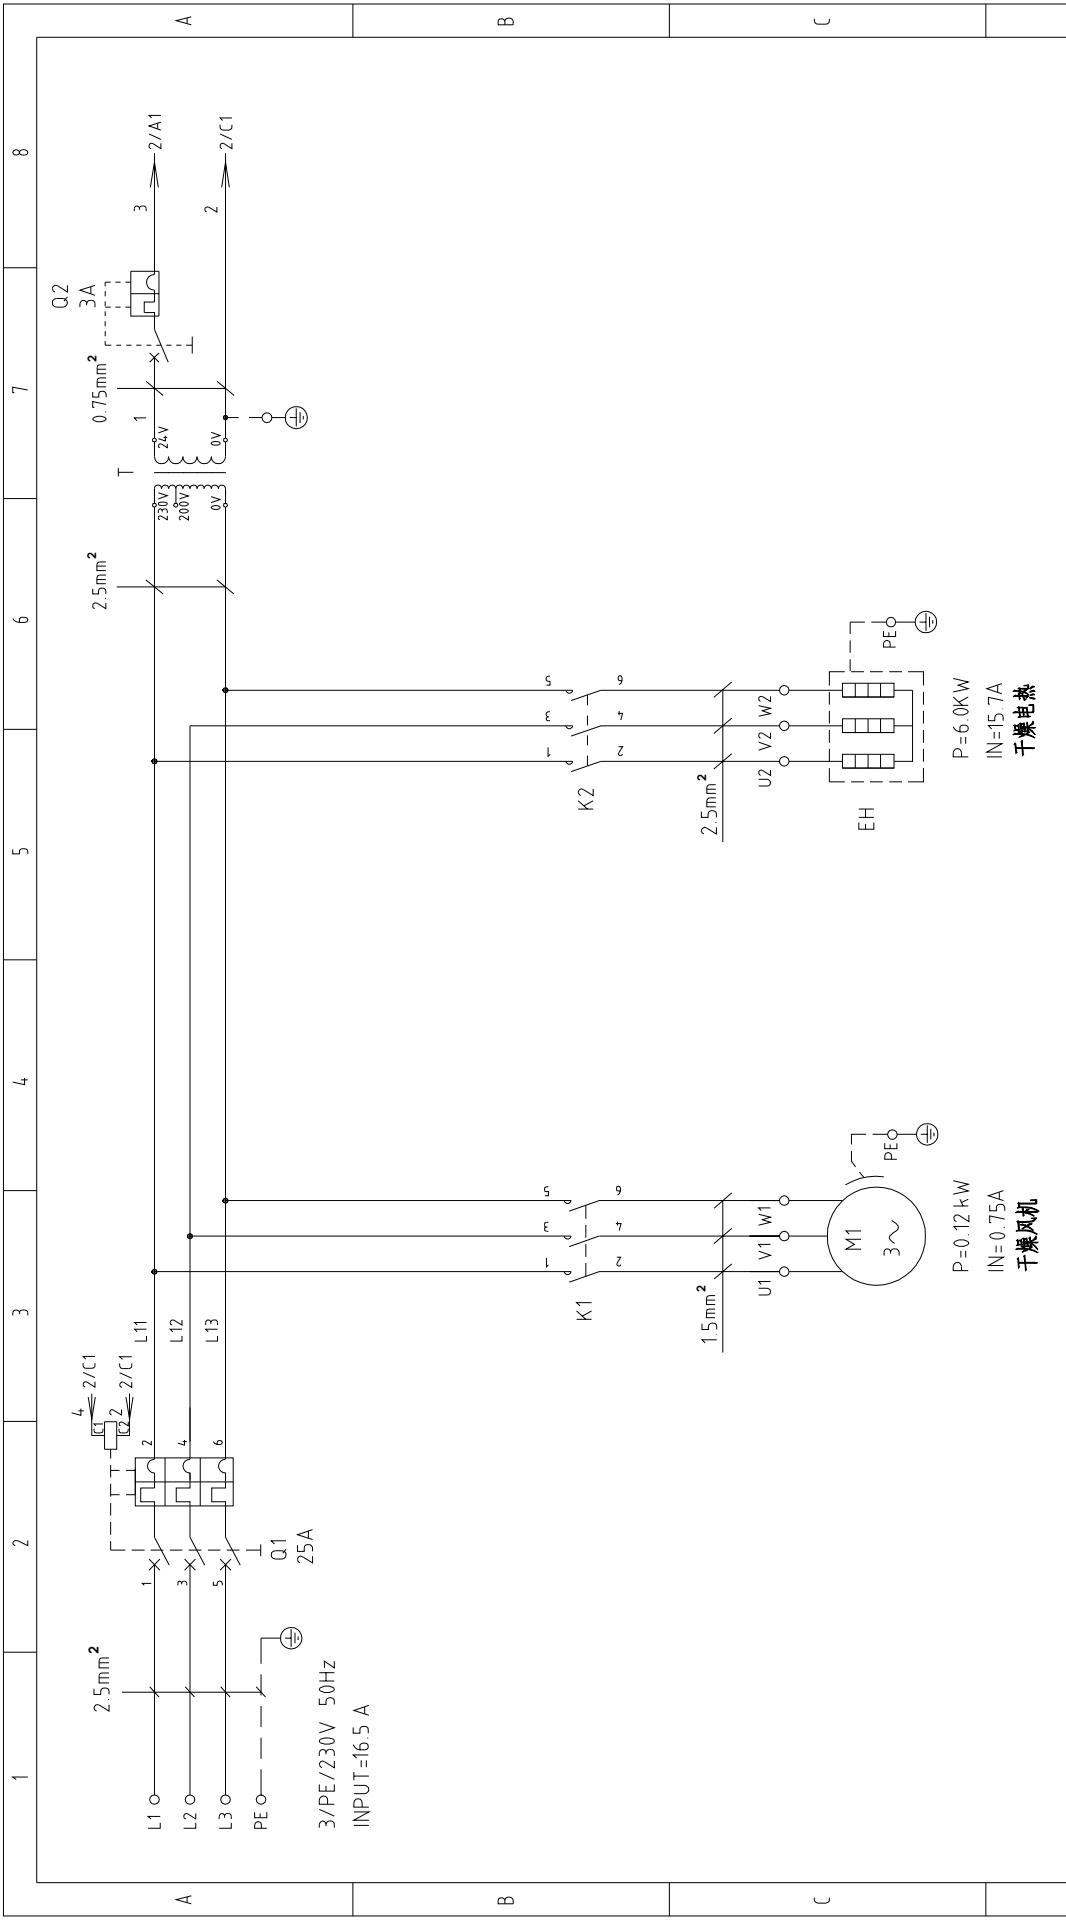 1
2
3
4
5
6
7
8
A
B
C
A
B
C
L1
L2
L3
PE
2.5mm²
3/PE/230V 50Hz
INPUT=16.5 A
1
3
5
Q1
25A
2
4
6
C1
C2
4
2/C1
2
2/C1
L11
L12
L13
1
3
5
K1
2
4
6
1.5mm²
U1
V1
W1
M1
3～
PE
P=0.12kW
IN=0.75A
干燥风机
1
3
5
K2
2
4
6
2.5mm²
U2
V2
W2
EH
PE
P=6.0KW
IN=15.7A
干燥电热
2.5mm²
230V
200V
0V
T
24V
0V
1
0.75mm²
Q2
3A
3
2/A1
2
2/C1